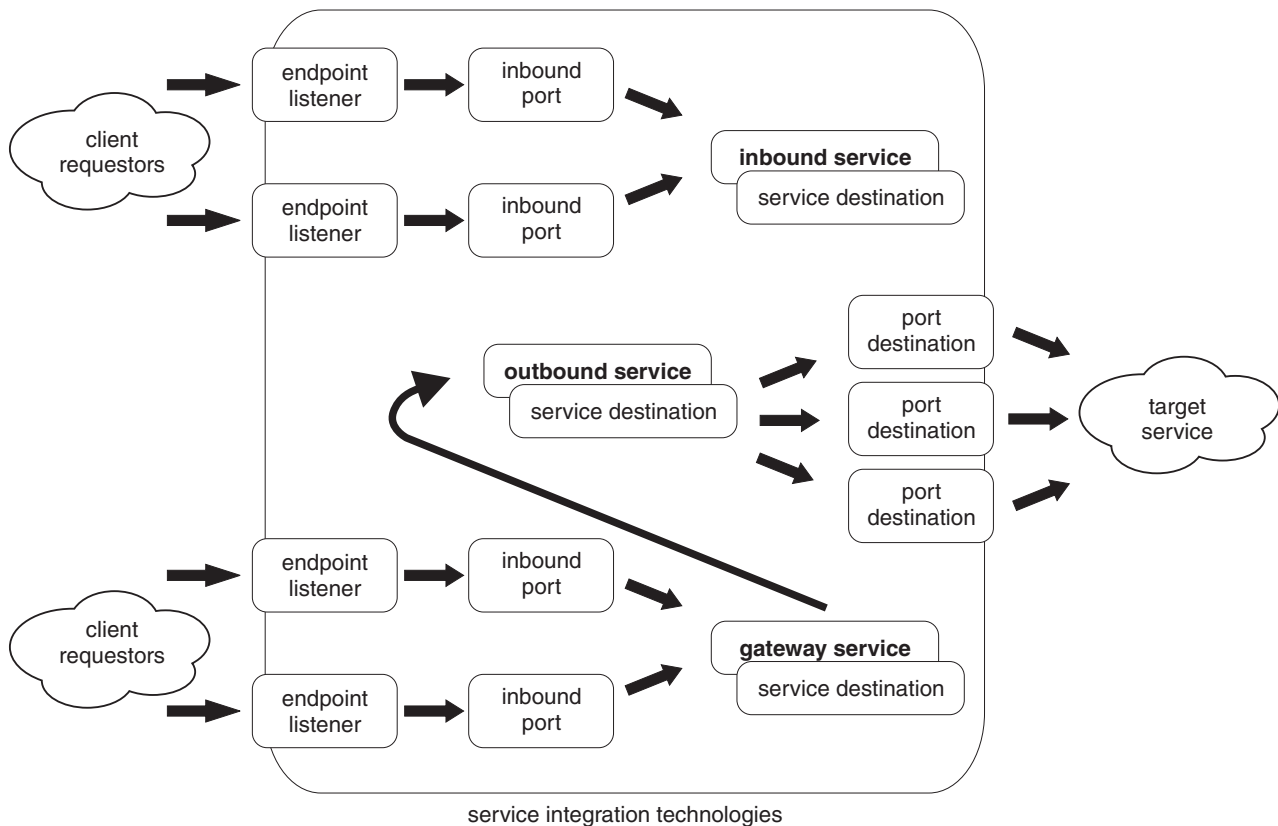 endpoint
listener
inbound
port
client
requestors
inbound service
service destination
endpoint
listener
inbound
port
port
destination
outbound service
service destination
port
destination
target
service
port
destination
endpoint
listener
inbound
port
client
requestors
gateway service
service destination
endpoint
listener
inbound
port
service integration technologies